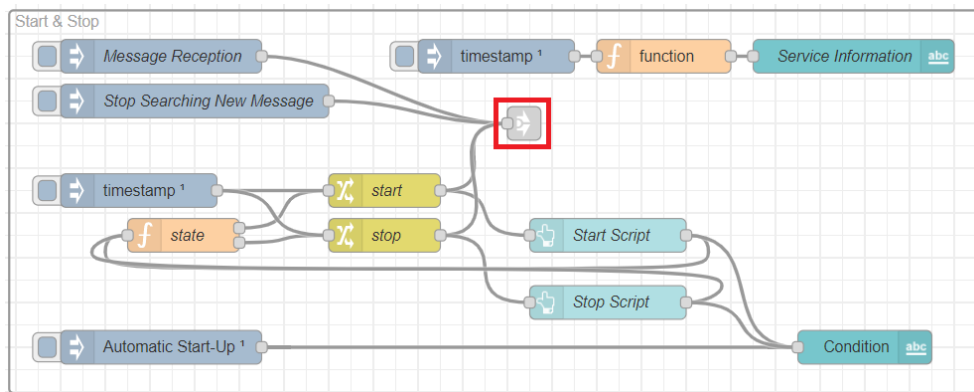 Start & Stop
Message Reception
timestamp ¹
function
Service Information
abc
Stop Searching New Message
timestamp ¹
start
state
stop
Start Script
Stop Script
Automatic Start-Up ¹
Condition
abc